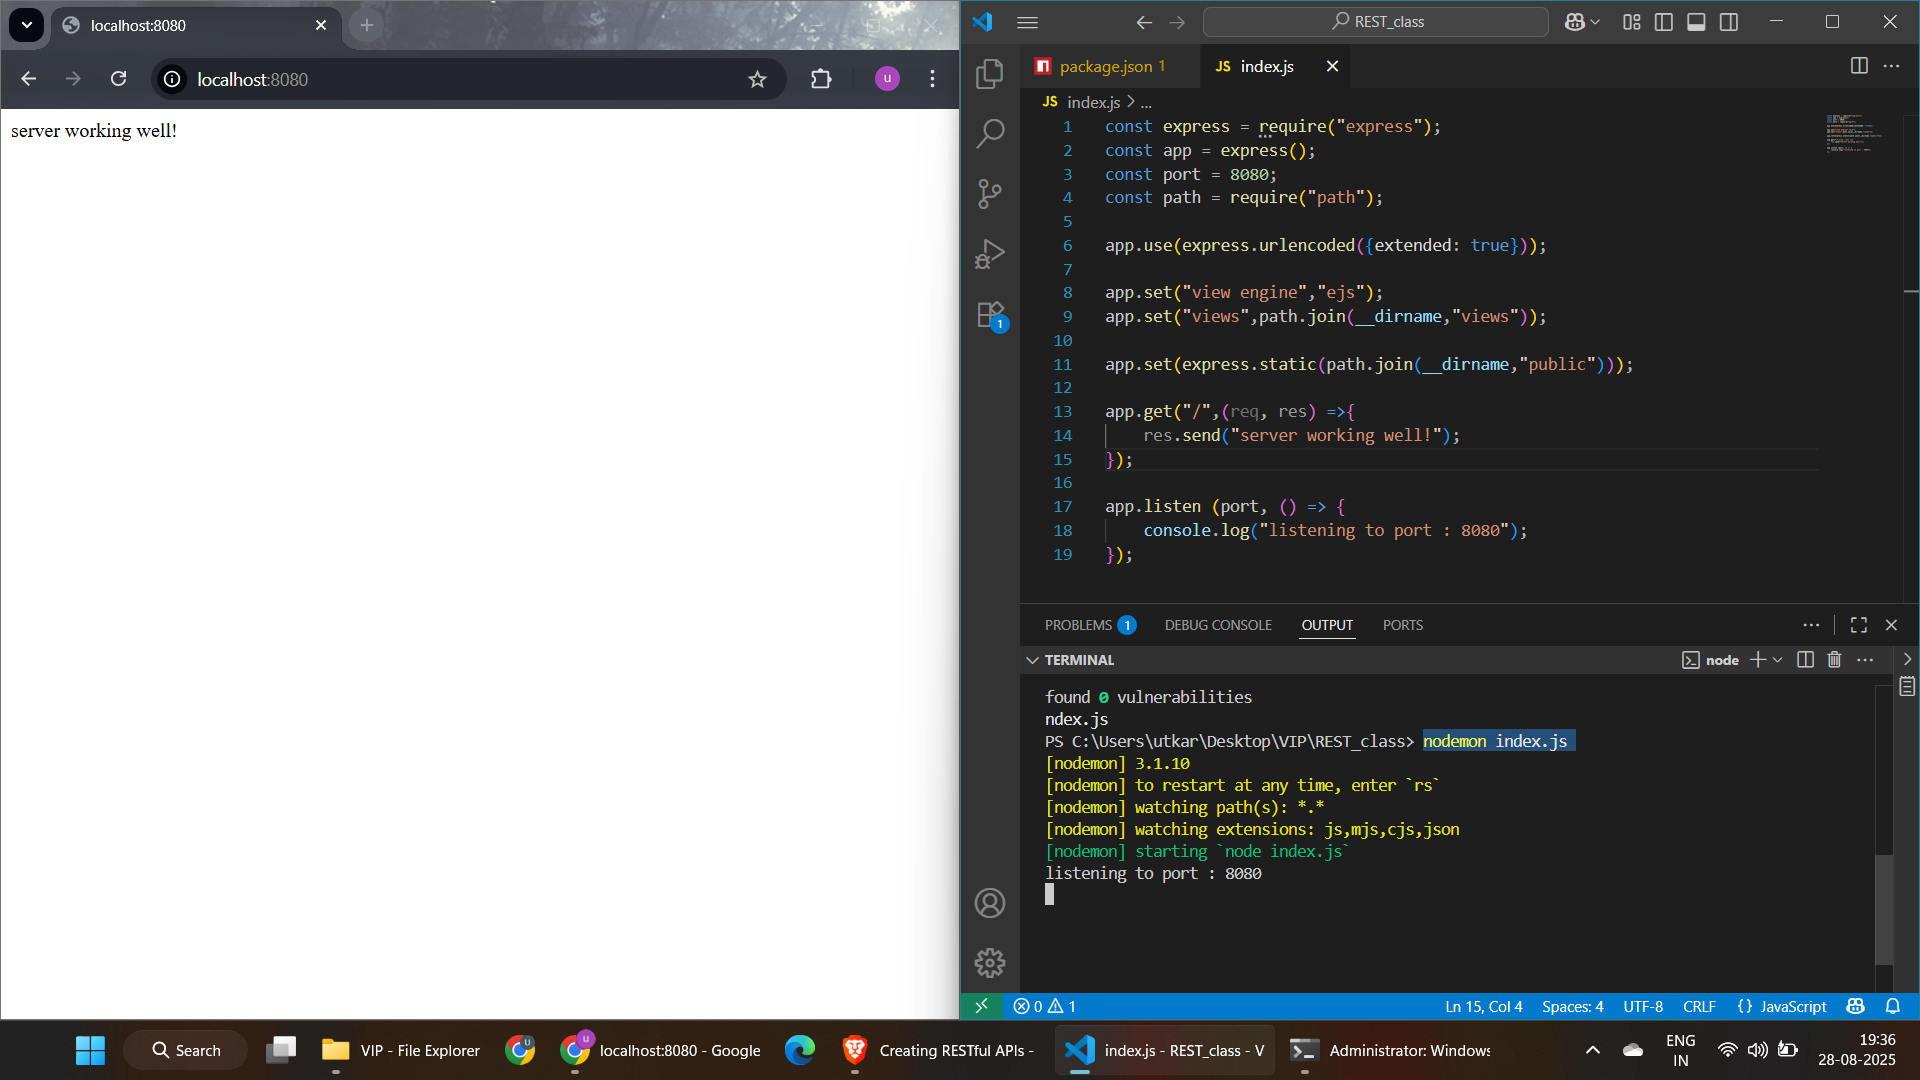 localhost:8080
localhost:8080
u
server working well!
REST_class
package.json 1
JS index.js
JS index.js > ...
1 const express = require("express");
2 const app = express();
3 const port = 8080;
4 const path = require("path");
5
6 app.use(express.urlencoded({extended: true}));
7
8 app.set("view engine","ejs");
9 app.set("views",path.join(__dirname,"views"));
10
11 app.set(express.static(path.join(__dirname,"public")));
12
13 app.get("/",(req, res) =>{
14 res.send("server working well!");
15 });
16
17 app.listen (port, () => {
18 console.log("listening to port : 8080");
19 });
1
PROBLEMS 1 DEBUG CONSOLE OUTPUT PORTS
TERMINAL
node
found 0 vulnerabilities
ndex.js
PS C:\Users\utkar\Desktop\VIP\REST_class> nodemon index.js
[nodemon] 3.1.10
[nodemon] to restart at any time, enter `rs`
[nodemon] watching path(s): *.*
[nodemon] watching extensions: js,mjs,cjs,json
[nodemon] starting `node index.js`
listening to port : 8080
0 1
Ln 15, Col 4 Spaces: 4 UTF-8 CRLF {} JavaScript
Search
VIP - File Explorer
u
u
localhost:8080 - Google
Creating RESTful APIs -
index.js - REST_class - V
Administrator: Windows
ENG
IN
19:36
28-08-2025